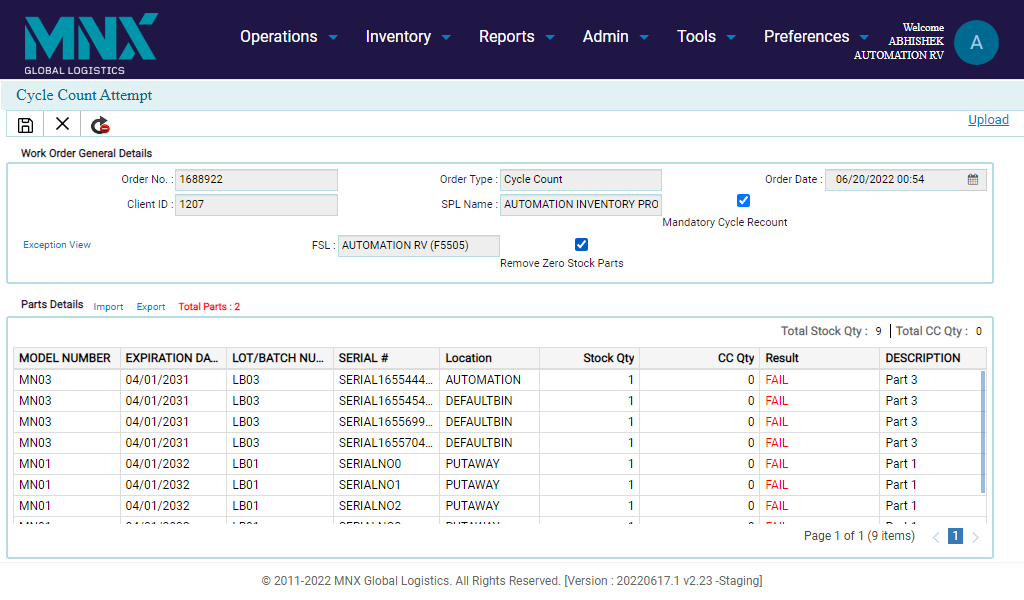 MNX
GLOBAL LOGISTICS
Operations Inventory Reports Admin Tools Preferences
Welcome
ABHISHEK
AUTOMATION RV
A
Cycle Count Attempt
Upload
Work Order General Details
Order No. : 1688922 Order Type : Cycle Count Order Date : 06/20/2022 00:54
Client ID : 1207 SPL Name : AUTOMATION INVENTORY PRO
Mandatory Cycle Recount
Exception View FSL : AUTOMATION RV (F5505)
Remove Zero Stock Parts
Parts Details Import Export Total Parts : 2
Total Stock Qty : 9 Total CC Qty : 0
MODEL NUMBER EXPIRATION DA... LOT/BATCH NU... SERIAL # Location Stock Qty CC Qty Result DESCRIPTION
MN03 04/01/2031 LB03 SERIAL1655444... AUTOMATION 1 0 FAIL Part 3
MN03 04/01/2031 LB03 SERIAL1655454... DEFAULTBIN 1 0 FAIL Part 3
MN03 04/01/2031 LB03 SERIAL1655699... DEFAULTBIN 1 0 FAIL Part 3
MN03 04/01/2031 LB03 SERIAL1655704... DEFAULTBIN 1 0 FAIL Part 3
MN01 04/01/2032 LB01 SERIALNO0 PUTAWAY 1 0 FAIL Part 1
MN01 04/01/2032 LB01 SERIALNO1 PUTAWAY 1 0 FAIL Part 1
MN01 04/01/2032 LB01 SERIALNO2 PUTAWAY 1 0 FAIL Part 1
Page 1 of 1 (9 items) 1
© 2011-2022 MNX Global Logistics. All Rights Reserved. [Version : 20220617.1 v2.23 -Staging]